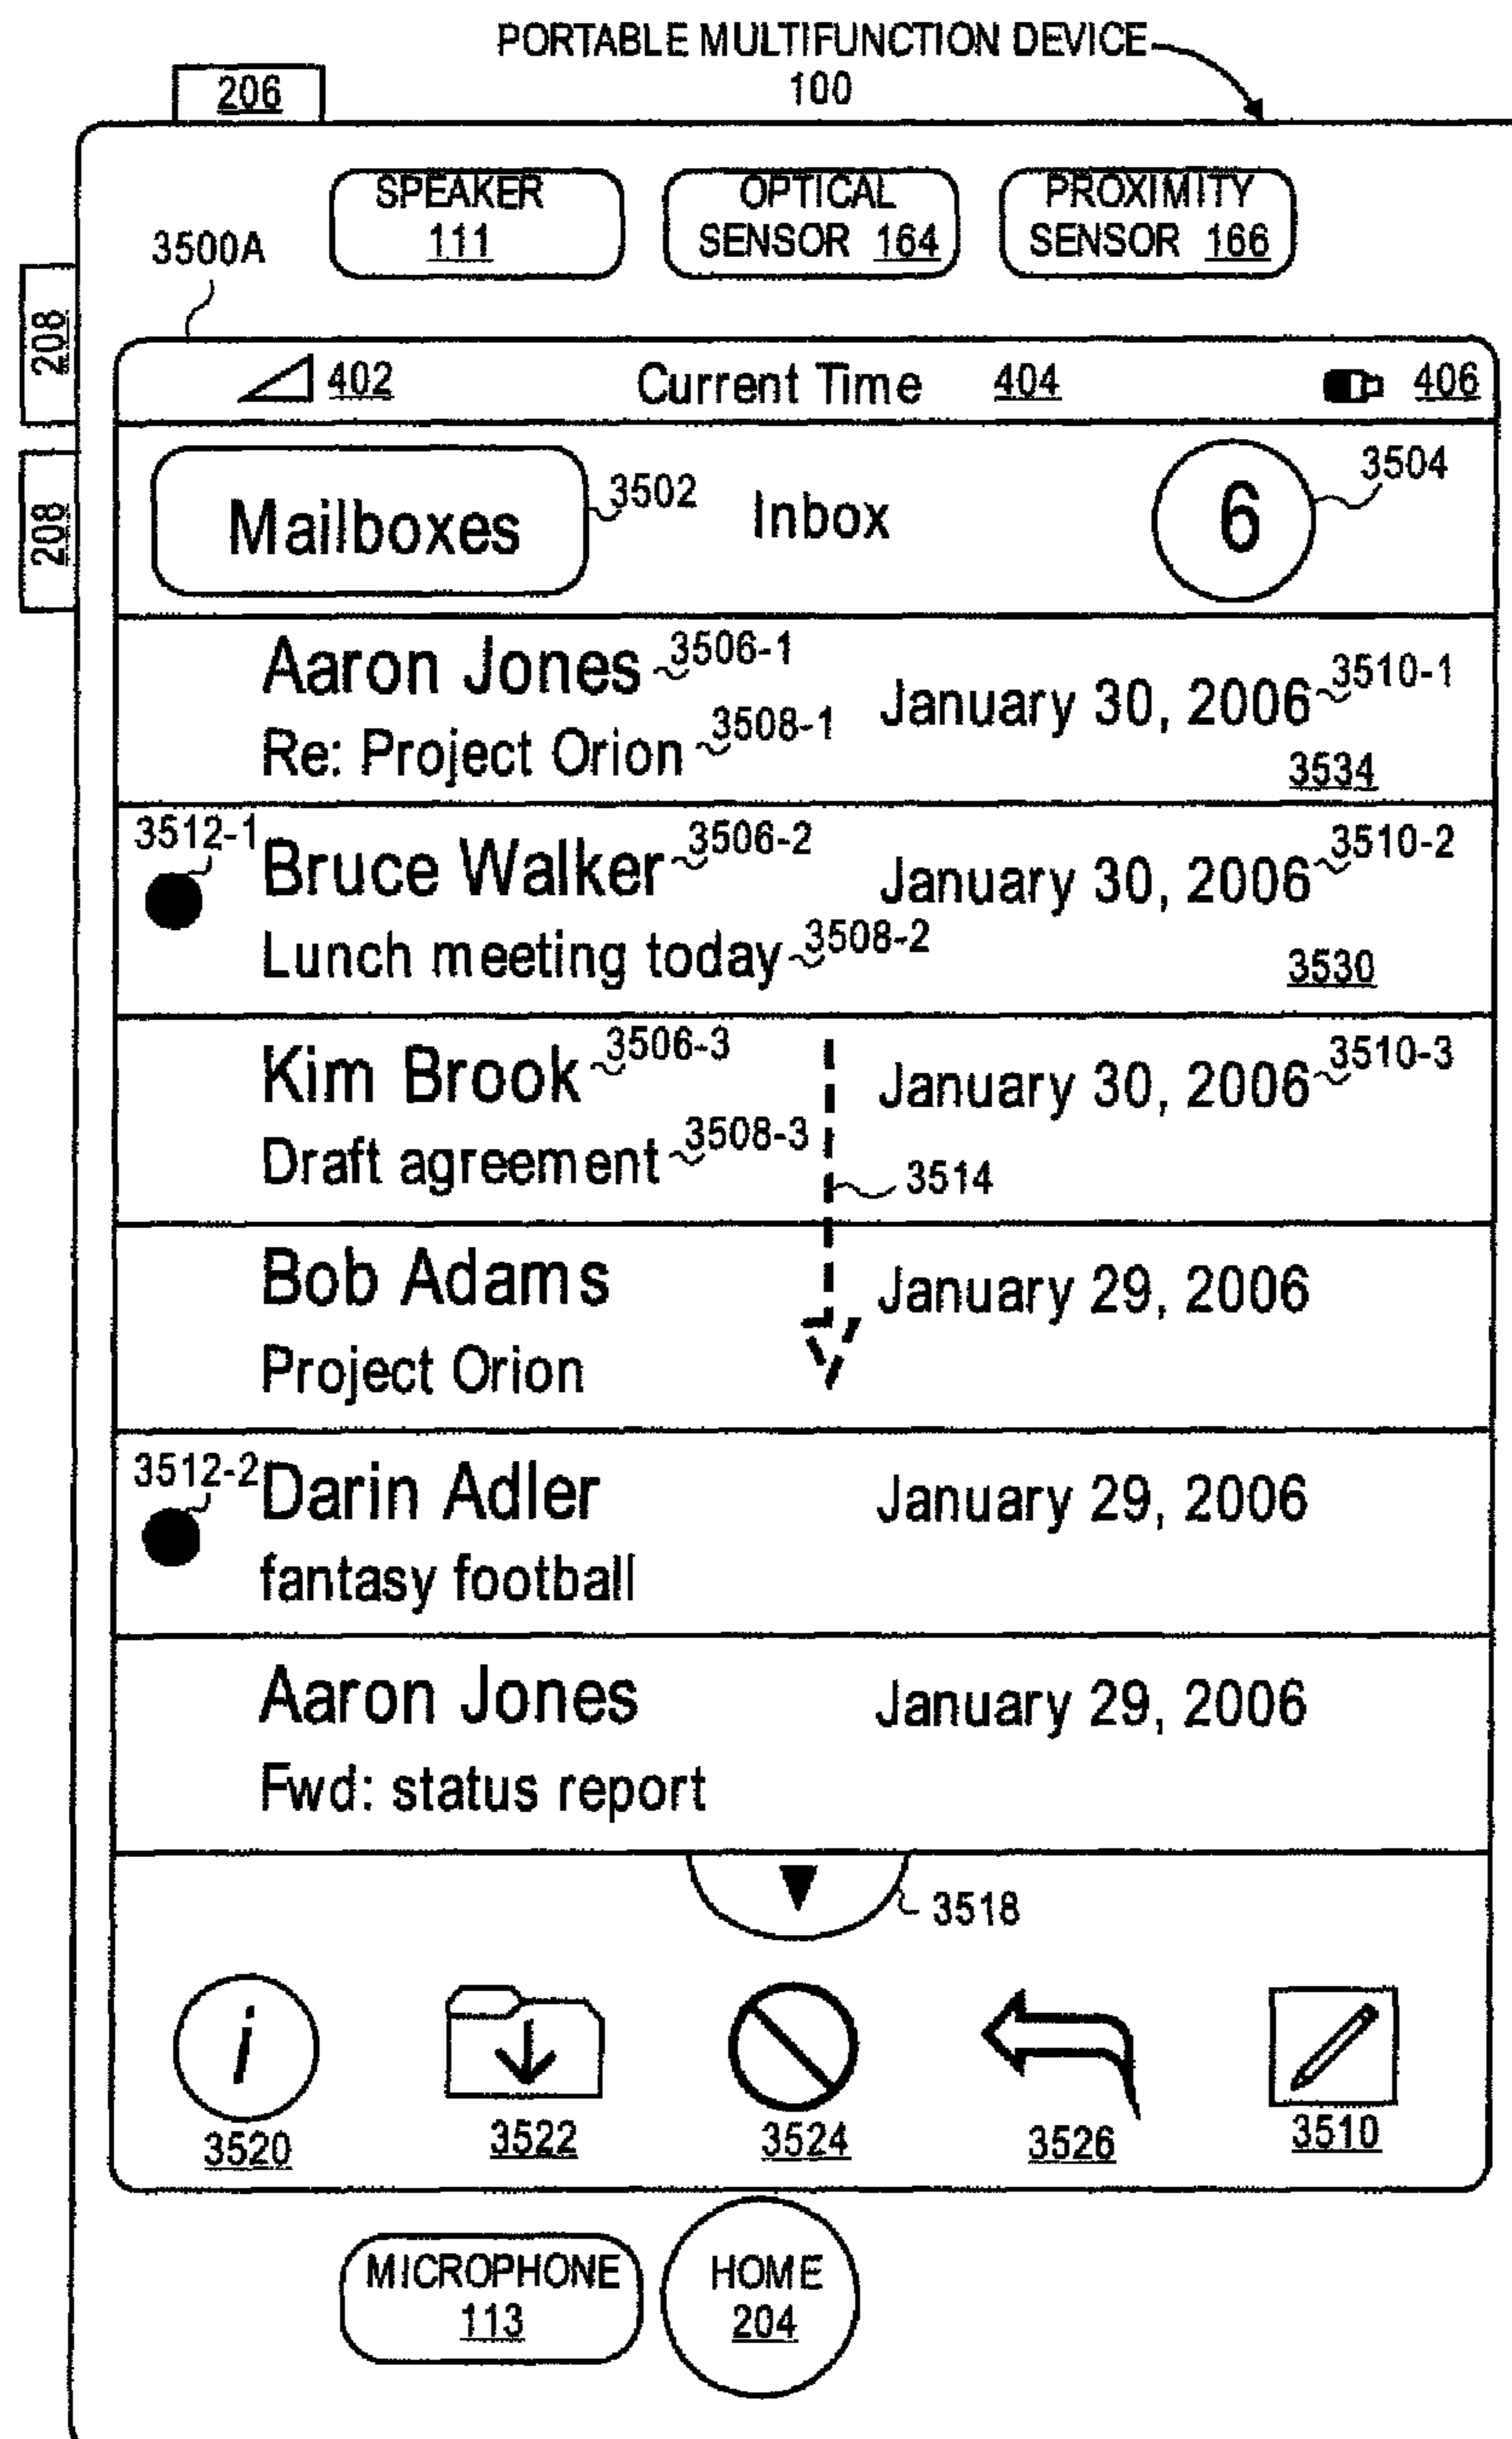 PORTABLE MULTIFUNCTION DEVICE
100
206
SPEAKER
111
OPTICAL
SENSOR 164
PROXIMITY
SENSOR 166
3500A
208
208
402 Current Time 404 406
Mailboxes 3502 Inbox 6 3504
Aaron Jones 3506-1
January 30, 2006 3510-1
Re: Project Orion 3508-1
3534
3512-1
Bruce Walker 3506-2
January 30, 2006 3510-2
Lunch meeting today 3508-2
3530
Kim Brook 3506-3
January 30, 2006 3510-3
Draft agreement 3508-3
3514
Bob Adams
January 29, 2006
Project Orion
3512-2
Darin Adler
January 29, 2006
fantasy football
Aaron Jones
January 29, 2006
Fwd: status report
3518
i
3520 3522 3524 3526 3510
MICROPHONE
113
HOME
204